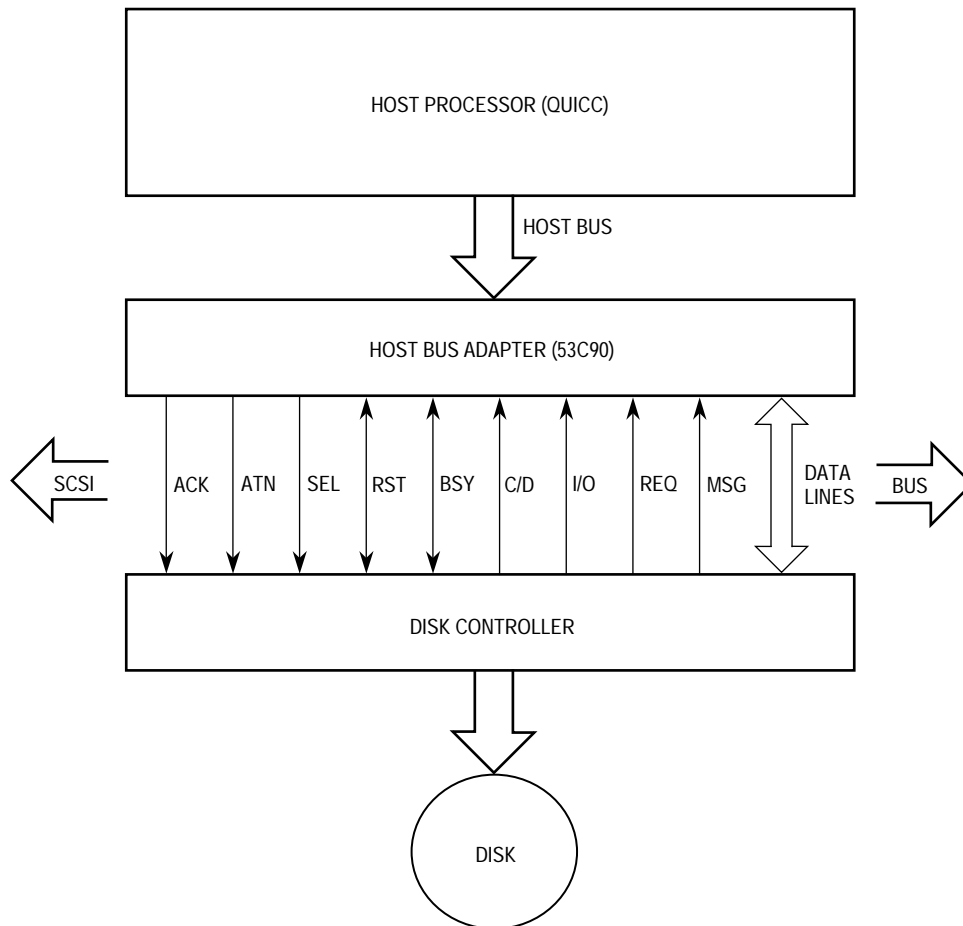 HOST PROCESSOR (QUICC)
HOST BUS
HOST BUS ADAPTER (53C90)
SCSI
ACK
ATN
SEL
RST
BSY
C/D
I/O
REQ
MSG
DATA
LINES
BUS
DISK CONTROLLER
DISK